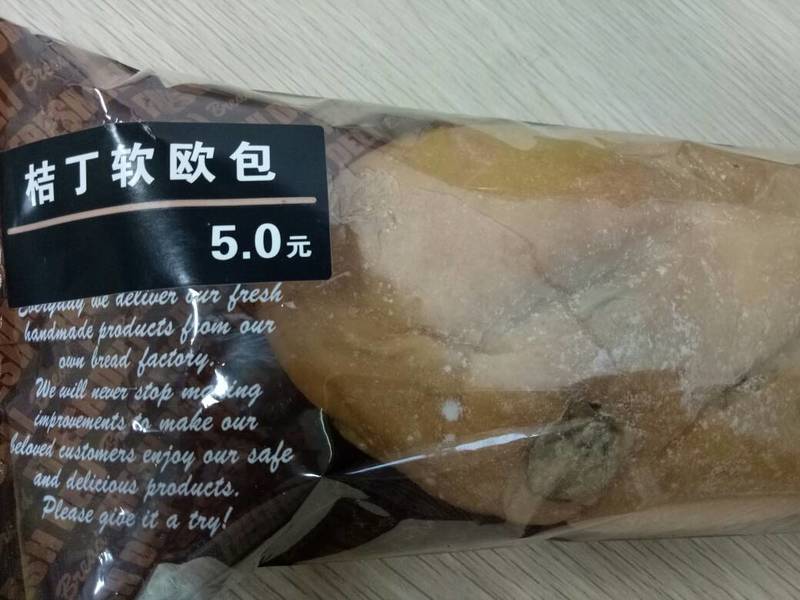 桔丁软欧包
5.0元
Everyday we deliver our fresh
handmade products from our
own bread factory.
We will never stop making
improvements to make our
beloved customers enjoy our safe
and delicious products.
Please give it a try!